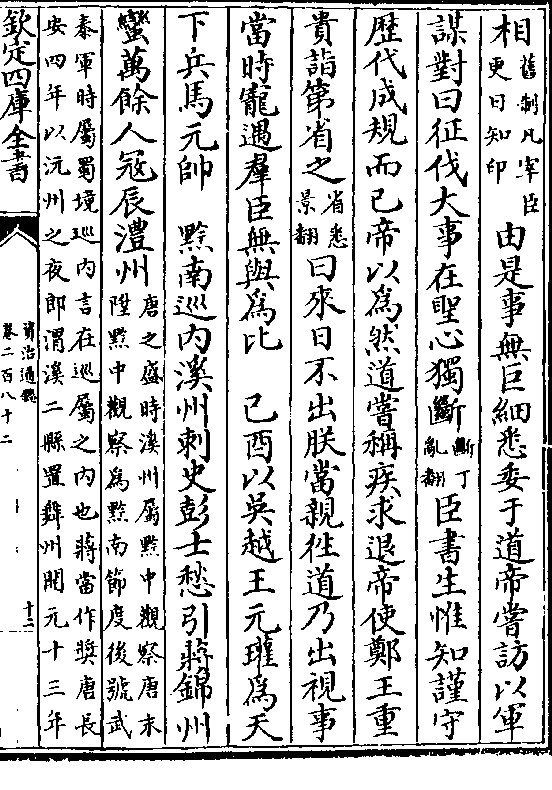 相舊制凡宰臣更日知印由是事無巨細悉委于道帝嘗訪以軍
謀對曰征伐大事在聖心獨斷斷丁亂翻臣書生惟知謹守
歴代成規而已帝以為然道嘗稱疾求退帝使鄭王重
貴詣第省之省悉景翻曰來日不出朕當親往道乃出視事
當時寵遇羣臣無與為比　己酉以吳越王元瓘為天
下兵馬元帥　黔南巡内溪州刺史彭士愁引蔣錦州
蠻萬餘人冦辰澧州唐之盛時溪州屬黔中觀察唐末陞黔中觀察為黔南節度後號武
泰軍時屬蜀境巡内言在巡屬之内也蔣當作奬唐長安四年以沅州之夜郎渭溪二縣置舞州開元十三年
欽定四庫全書
資治通鑑
卷二百八十二
十二